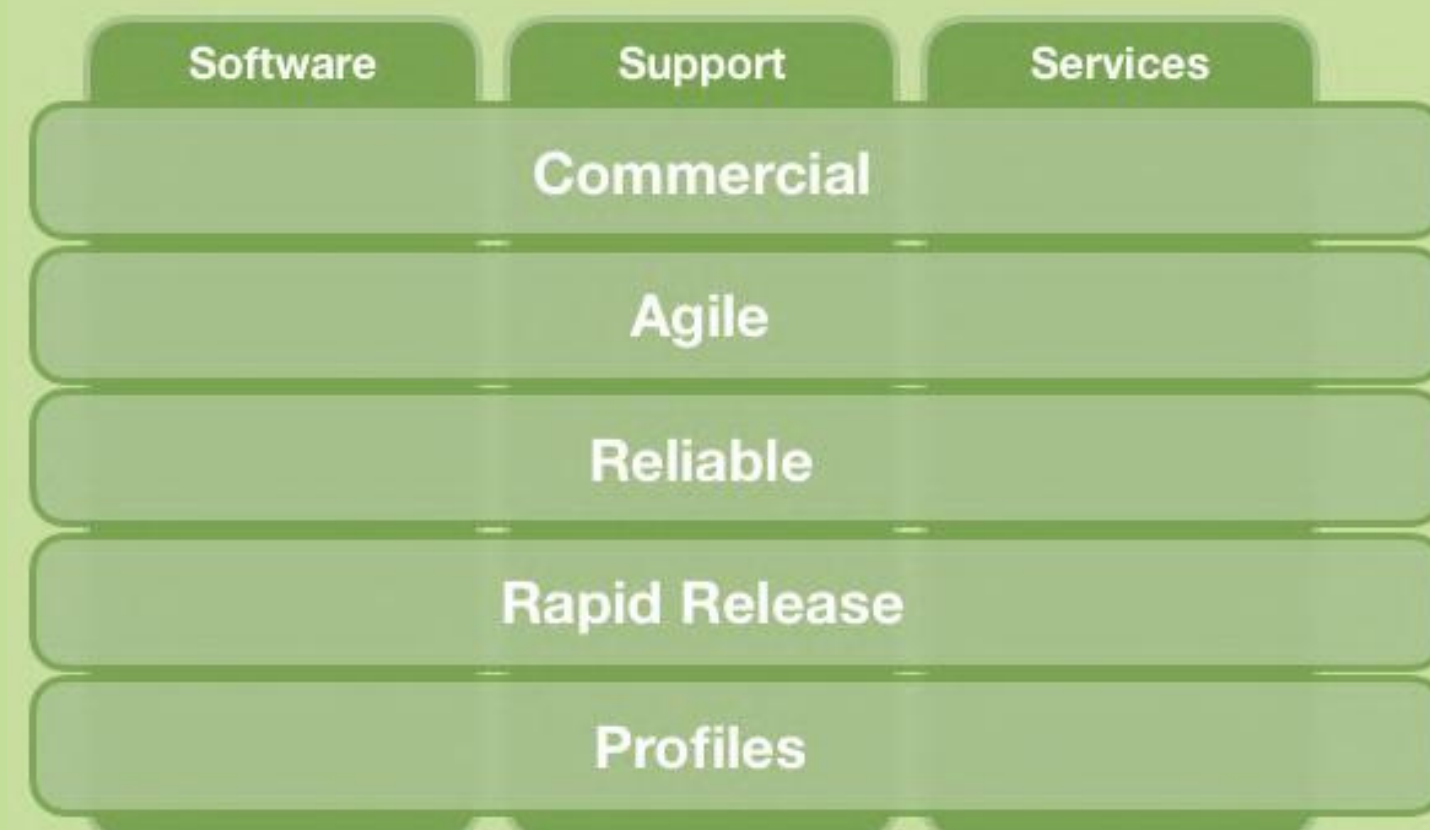 Software
Support
Services
Commercial
Agile
Reliable
Rapid Release
Profiles